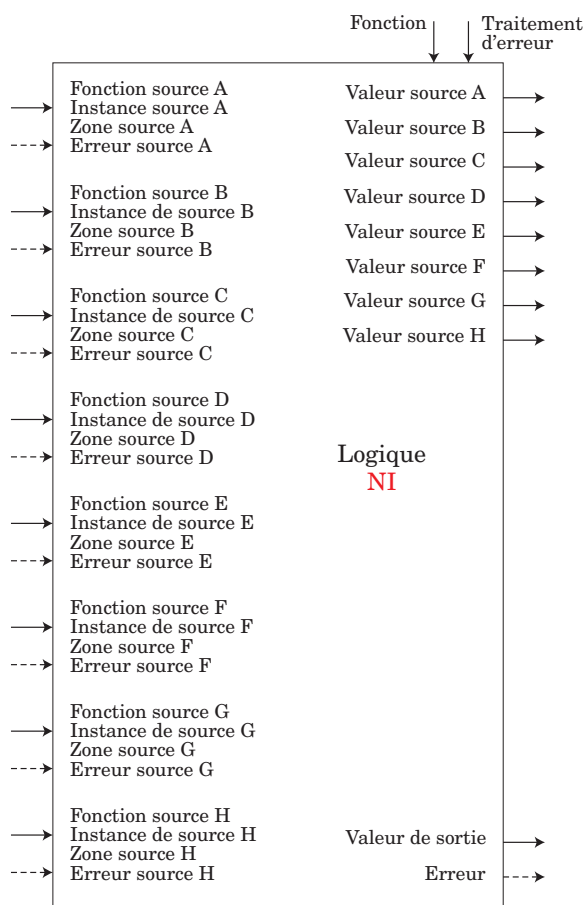 Fonction
Traitement
d'erreur
Fonction source A
Instance source A
Zone source A
Erreur source A
Fonction source B
Instance de source B
Zone source B
Erreur source B
Fonction source C
Instance de source C
Zone source C
Erreur source C
Fonction source D
Instance de source D
Zone source D
Erreur source D
Fonction source E
Instance de source E
Zone source E
Erreur source E
Fonction source F
Instance de source F
Zone source F
Erreur source F
Fonction source G
Instance de source G
Zone source G
Erreur source G
Fonction source H
Instance de source H
Zone source H
Erreur source H
Valeur source A
Valeur source B
Valeur source C
Valeur source D
Valeur source E
Valeur source F
Valeur source G
Valeur source H
Logique
NI
Valeur de sortie
Erreur